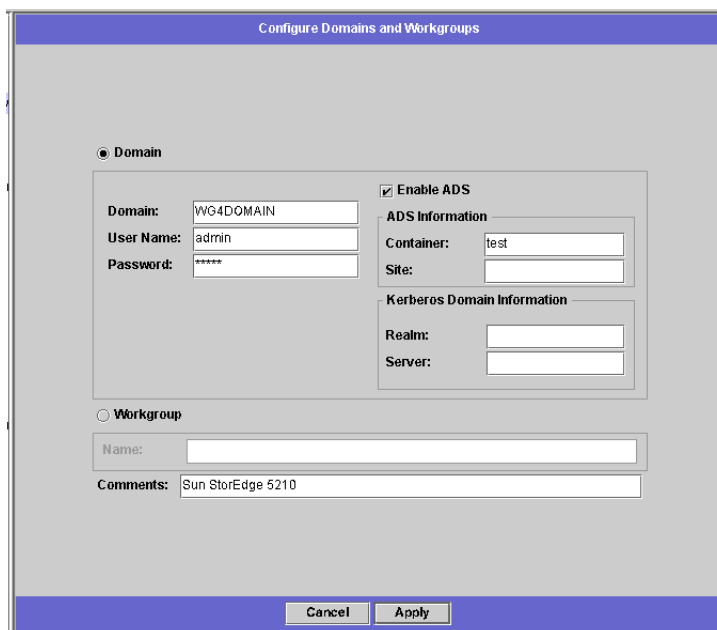 Configure Domains and Workgroups
Domain
Domain: WG4DOMAIN
User Name: admin
Password: *****
Enable ADS
ADS Information
Container: test
Site:
Kerberos Domain Information
Realm:
Server:
Workgroup
Name:
Comments: Sun StorEdge 5210
Cancel Apply